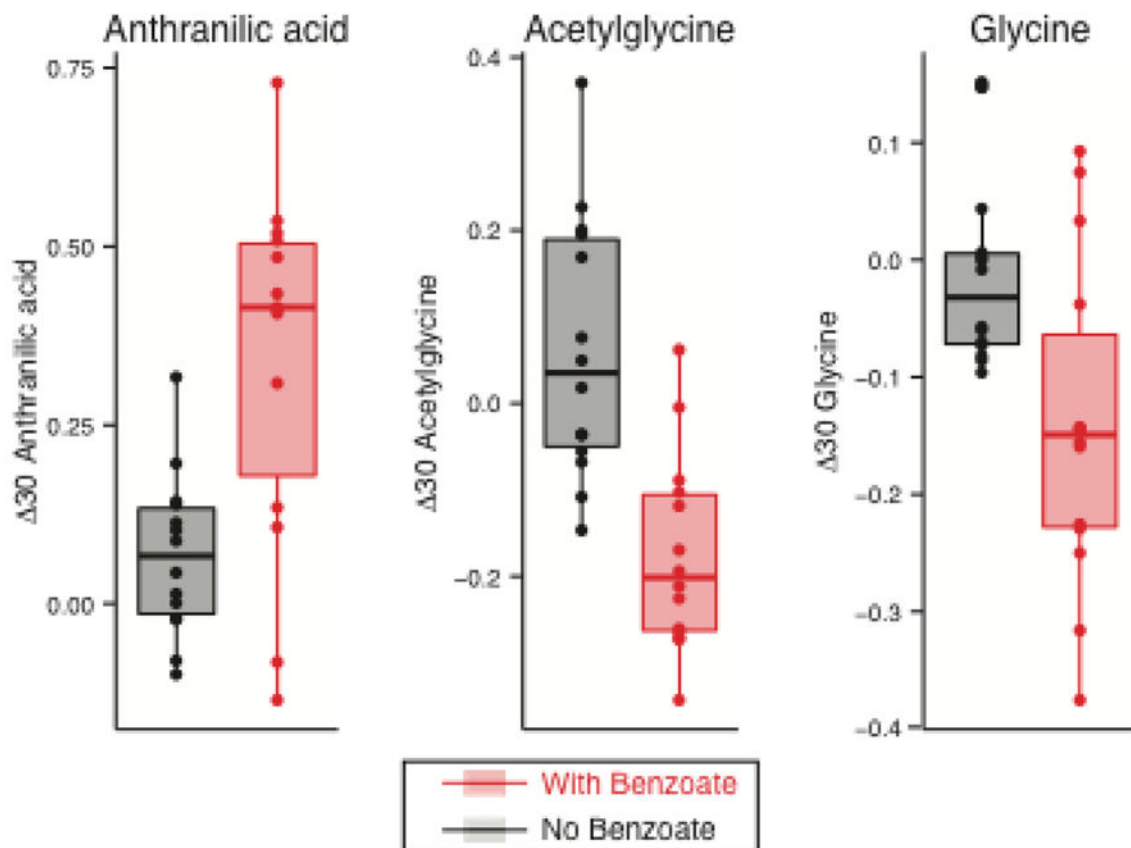 Anthranilic acid
Δ30 Anthranilic acid
0.75
0.50
0.25
0.00
Acetylglycine
Δ30 Acetylglycine
0.4
0.2
0.0
−0.2
Glycine
Δ30 Glycine
0.1
0.0
−0.1
−0.2
−0.3
−0.4
With Benzoate
No Benzoate